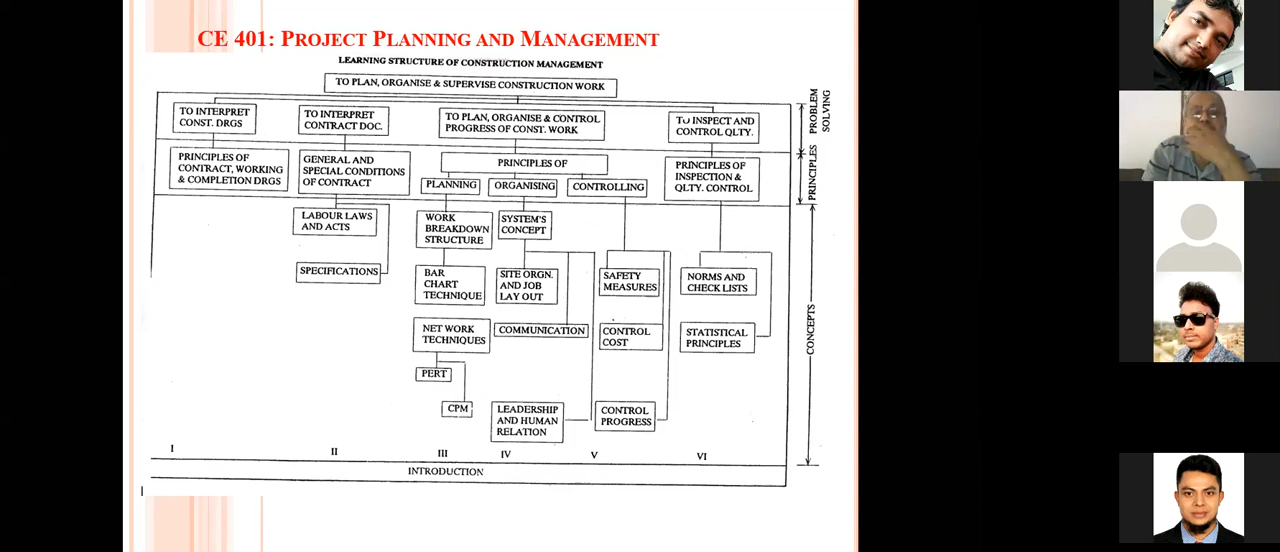 CE 401: PROJECT PLANNING AND MANAGEMENT
LEARNING STRUCTURE OF CONSTRUCTION MANAGEMENT
TO PLAN, ORGANISE & SUPERVISE CONSTRUCTION WORK
TO INTERPRET
CONST. DRGS
TO INTERPRET
CONTRACT DOC.
TO PLAN, ORGANISE & CONTROL
PROGRESS OF CONST. WORK
TO INSPECT AND
CONTROL QLTY.
PROBLEM
SOLVING
PRINCIPLES OF
CONTRACT, WORKING
& COMPLETION DRGS
GENERAL AND
SPECIAL CONDITIONS
OF CONTRACT
PRINCIPLES OF
PLANNING
ORGANISING
CONTROLLING
PRINCIPLES OF
INSPECTION &
QLTY. CONTROL
PRINCIPLES
LABOUR LAWS
AND ACTS
WORK
BREAKDOWN
STRUCTURE
SYSTEM'S
CONCEPT
SPECIFICATIONS
BAR
CHART
TECHNIQUE
SITE ORGN.
AND JOB
LAY OUT
SAFETY
MEASURES
NORMS AND
CHECK LISTS
NET WORK
TECHNIQUES
COMMUNICATION
CONTROL
COST
STATISTICAL
PRINCIPLES
CONCEPTS
PERT
CPM
LEADERSHIP
AND HUMAN
RELATION
CONTROL
PROGRESS
I II III IV V VI
INTRODUCTION